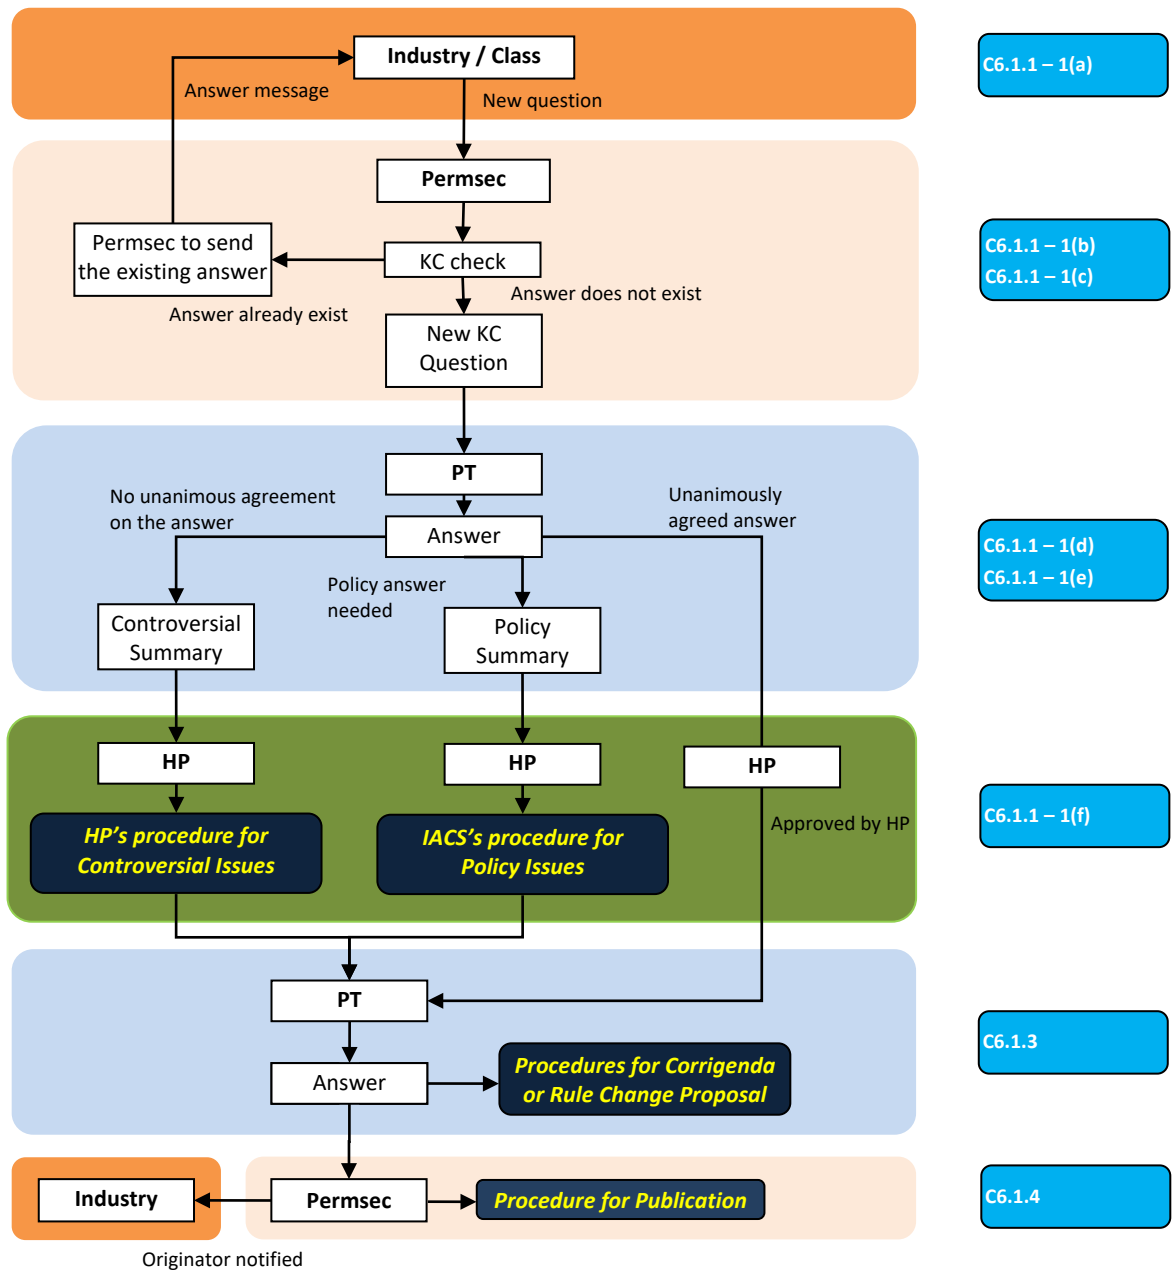 Industry / Class
C6.1.1 – 1(a)
Answer message
New question
Permsec
Permsec to send
the existing answer
KC check
C6.1.1 – 1(b)
C6.1.1 – 1(c)
Answer does not exist
Answer already exist
New KC
Question
PT
No unanimous agreement
on the answer
Unanimously
agreed answer
Answer
C6.1.1 – 1(d)
C6.1.1 – 1(e)
Policy answer
needed
Controversial
Summary
Policy
Summary
HP
HP
HP
HP's procedure for
Controversial Issues
IACS's procedure for
Policy Issues
Approved by HP
C6.1.1 – 1(f)
PT
C6.1.3
Answer
Procedures for Corrigenda
or Rule Change Proposal
Industry
Permsec
Procedure for Publication
C6.1.4
Originator notified